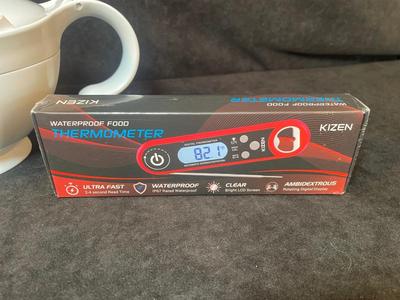 KIZEN
WATERPROOF FOOD
WATERPROOF FOOD
THERMOMETER
KIZEN
82.1°
KIZEN
ULTRA FAST
2-4 second Read Time
WATERPROOF
IP67 Rated Waterproof
CLEAR
Bright LCD Screen
AMBIDEXTROUS
Rotating Digital Display